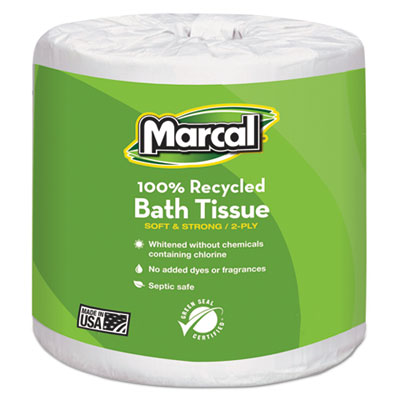 Marcal
100% Recycled
Bath Tissue
SOFT & STRONG / 2-PLY
Whitened without chemicals
containing chlorine
No added dyes or fragrances
Septic safe
MADE IN
USA
GREEN SEAL
CERTIFIED